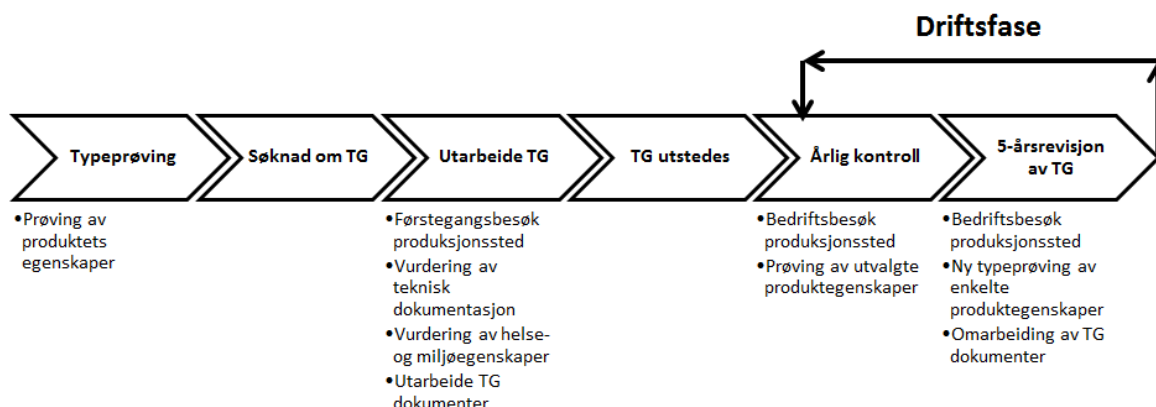 Driftsfase
Typeprøving
Søknad om TG
Utarbeide TG
TG utstedes
Årlig kontroll
5-årsrevisjon
av TG
•Prøving av
produktets
egenskaper
•Førstegangsbesøk
produksjonssted
•Vurdering av
teknisk
dokumentasjon
•Vurdering av helse-
og miljøegenskaper
•Utarbeide TG
dokumenter
•Bedriftsbesøk
produksjonssted
•Prøving av utvalgte
produktegenskaper
•Bedriftsbesøk
produksjonssted
•Ny typeprøving av
enkelte
produktegenskaper
•Omarbeiding av TG
dokumenter